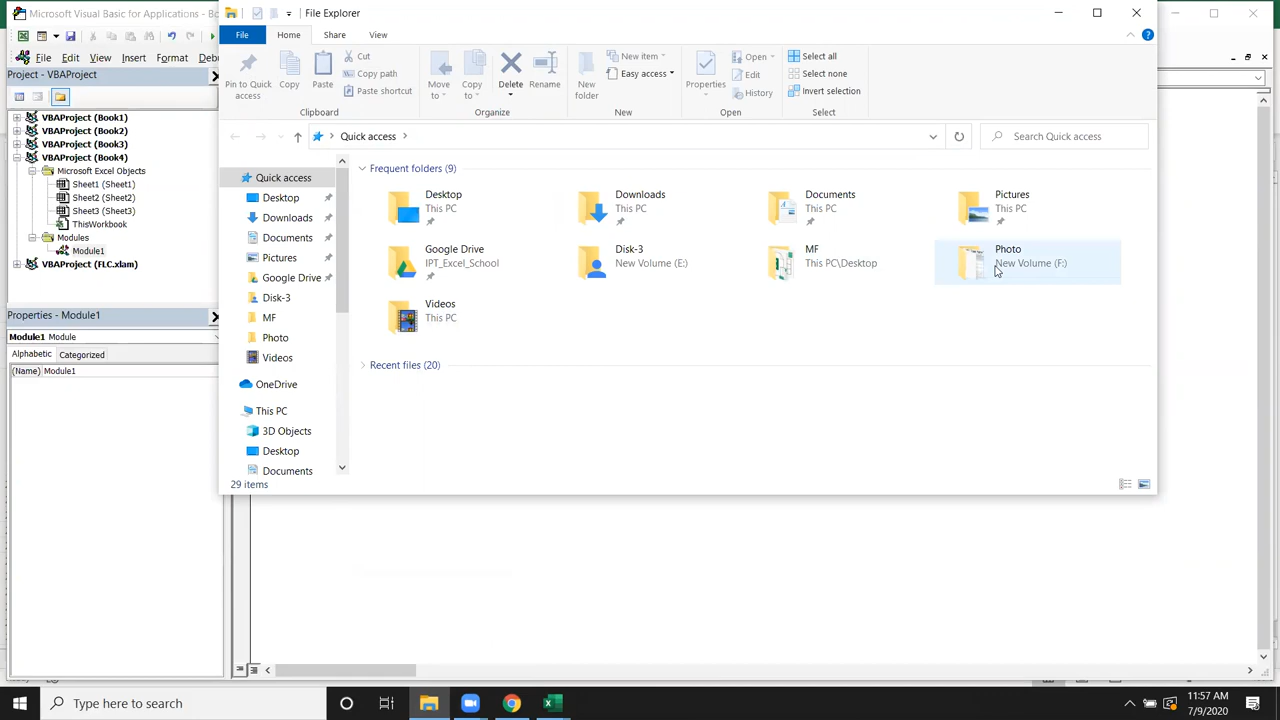 Microsoft Visual Basic for Applications -
File Explorer
File
Home
Share
View
Pin to Quick access
Copy
Paste
Cut
Copy path
Paste shortcut
Clipboard
Move to
Copy to
Delete
Rename
Organize
New folder
New item
Easy access
New
Properties
Open
Edit
History
Open
Select all
Select none
Invert selection
Select
Quick access
Search Quick access
File
Edit
View
Insert
Format
Debu
Project - VBAProject
VBAProject (Book1)
VBAProject (Book2)
VBAProject (Book3)
VBAProject (Book4)
Microsoft Excel Objects
Sheet1 (Sheet1)
Sheet2 (Sheet2)
Sheet3 (Sheet3)
ThisWorkbook
Modules
Module1
VBAProject (FLC.xlam)
Properties - Module1
Module1 Module
Alphabetic
Categorized
(Name) Module1
Quick access
Desktop
Downloads
Documents
Pictures
Google Drive
Disk-3
MF
Photo
Videos
OneDrive
This PC
3D Objects
Desktop
Documents
29 items
Frequent folders (9)
Desktop
This PC
Downloads
This PC
Documents
This PC
Pictures
This PC
Google Drive
IPT_Excel_School
Disk-3
New Volume (E:)
MF
This PC\Desktop
Photo
New Volume (F:)
Videos
This PC
Recent files (20)
Type here to search
11:57 AM
7/9/2020